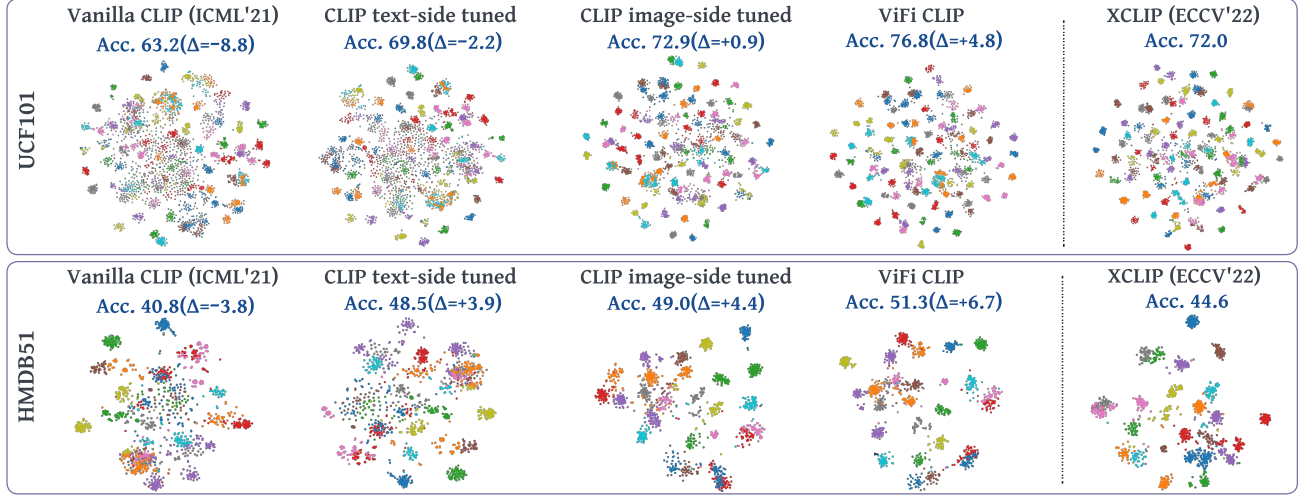 Vanilla CLIP (ICML'21)
Acc. 63.2(Δ=−8.8)
CLIP text-side tuned
Acc. 69.8(Δ=−2.2)
CLIP image-side tuned
Acc. 72.9(Δ=+0.9)
ViFi CLIP
Acc. 76.8(Δ=+4.8)
XCLIP (ECCV'22)
Acc. 72.0
UCF101
Vanilla CLIP (ICML'21)
Acc. 40.8(Δ=−3.8)
CLIP text-side tuned
Acc. 48.5(Δ=+3.9)
CLIP image-side tuned
Acc. 49.0(Δ=+4.4)
ViFi CLIP
Acc. 51.3(Δ=+6.7)
XCLIP (ECCV'22)
Acc. 44.6
HMDB51